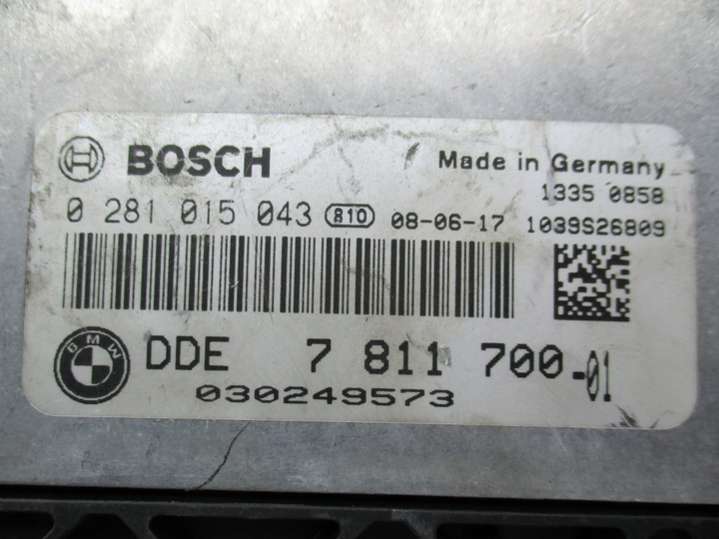 BOSCH Made in Germany
1335 0858
0 281 015 043 810 08-06-17 1039S26809
BMW DDE 7 811 700-01
030249573